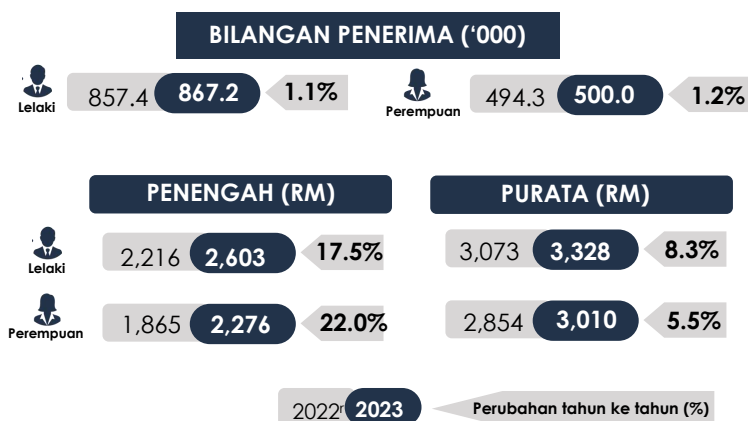 BILANGAN PENERIMA (‘000)
Lelaki 857.4 867.2 1.1%
Perempuan 494.3 500.0 1.2%
PENENGAH (RM)
Lelaki 2,216 2,603 17.5%
Perempuan 1,865 2,276 22.0%
PURATA (RM)
3,073 3,328 8.3%
2,854 3,010 5.5%
2022ʳ 2023 Perubahan tahun ke tahun (%)